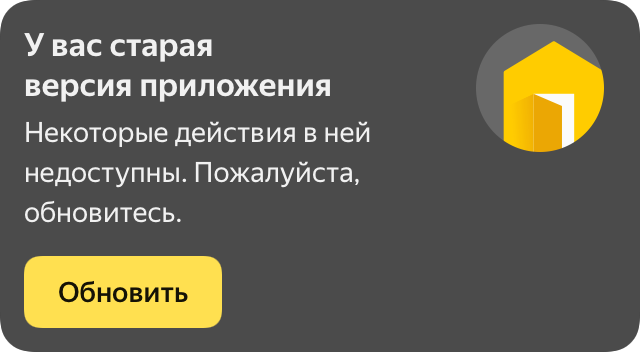 У вас старая
версия приложения
Некоторые действия в ней
недоступны. Пожалуйста,
обновитесь.
Обновить